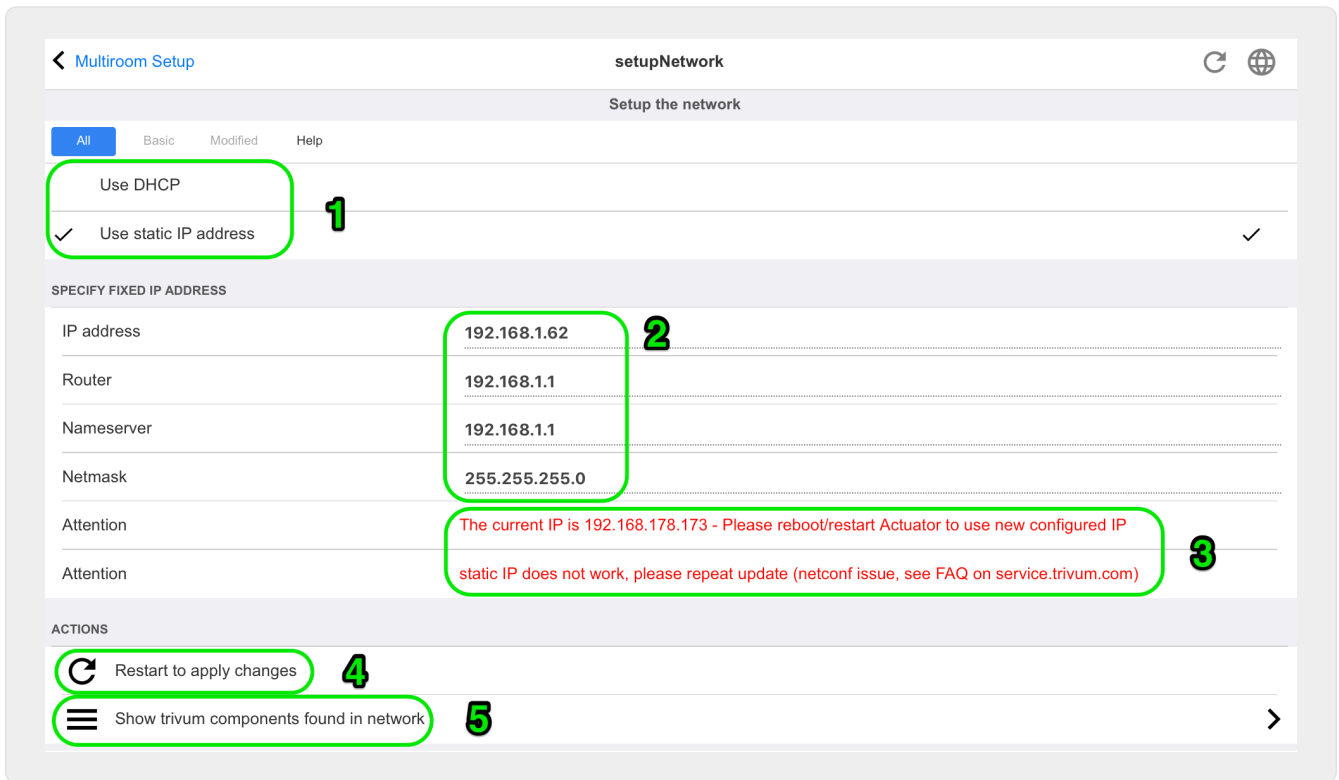 Multiroom Setup
setupNetwork
Setup the network
All Basic Modified Help
Use DHCP
1
Use static IP address
SPECIFY FIXED IP ADDRESS
IP address 192.168.1.62 2
Router 192.168.1.1
Nameserver 192.168.1.1
Netmask 255.255.255.0
Attention The current IP is 192.168.178.173 - Please reboot/restart Actuator to use new configured IP
3
Attention static IP does not work, please repeat update (netconf issue, see FAQ on service.trivum.com)
ACTIONS
Restart to apply changes 4
Show trivum components found in network 5